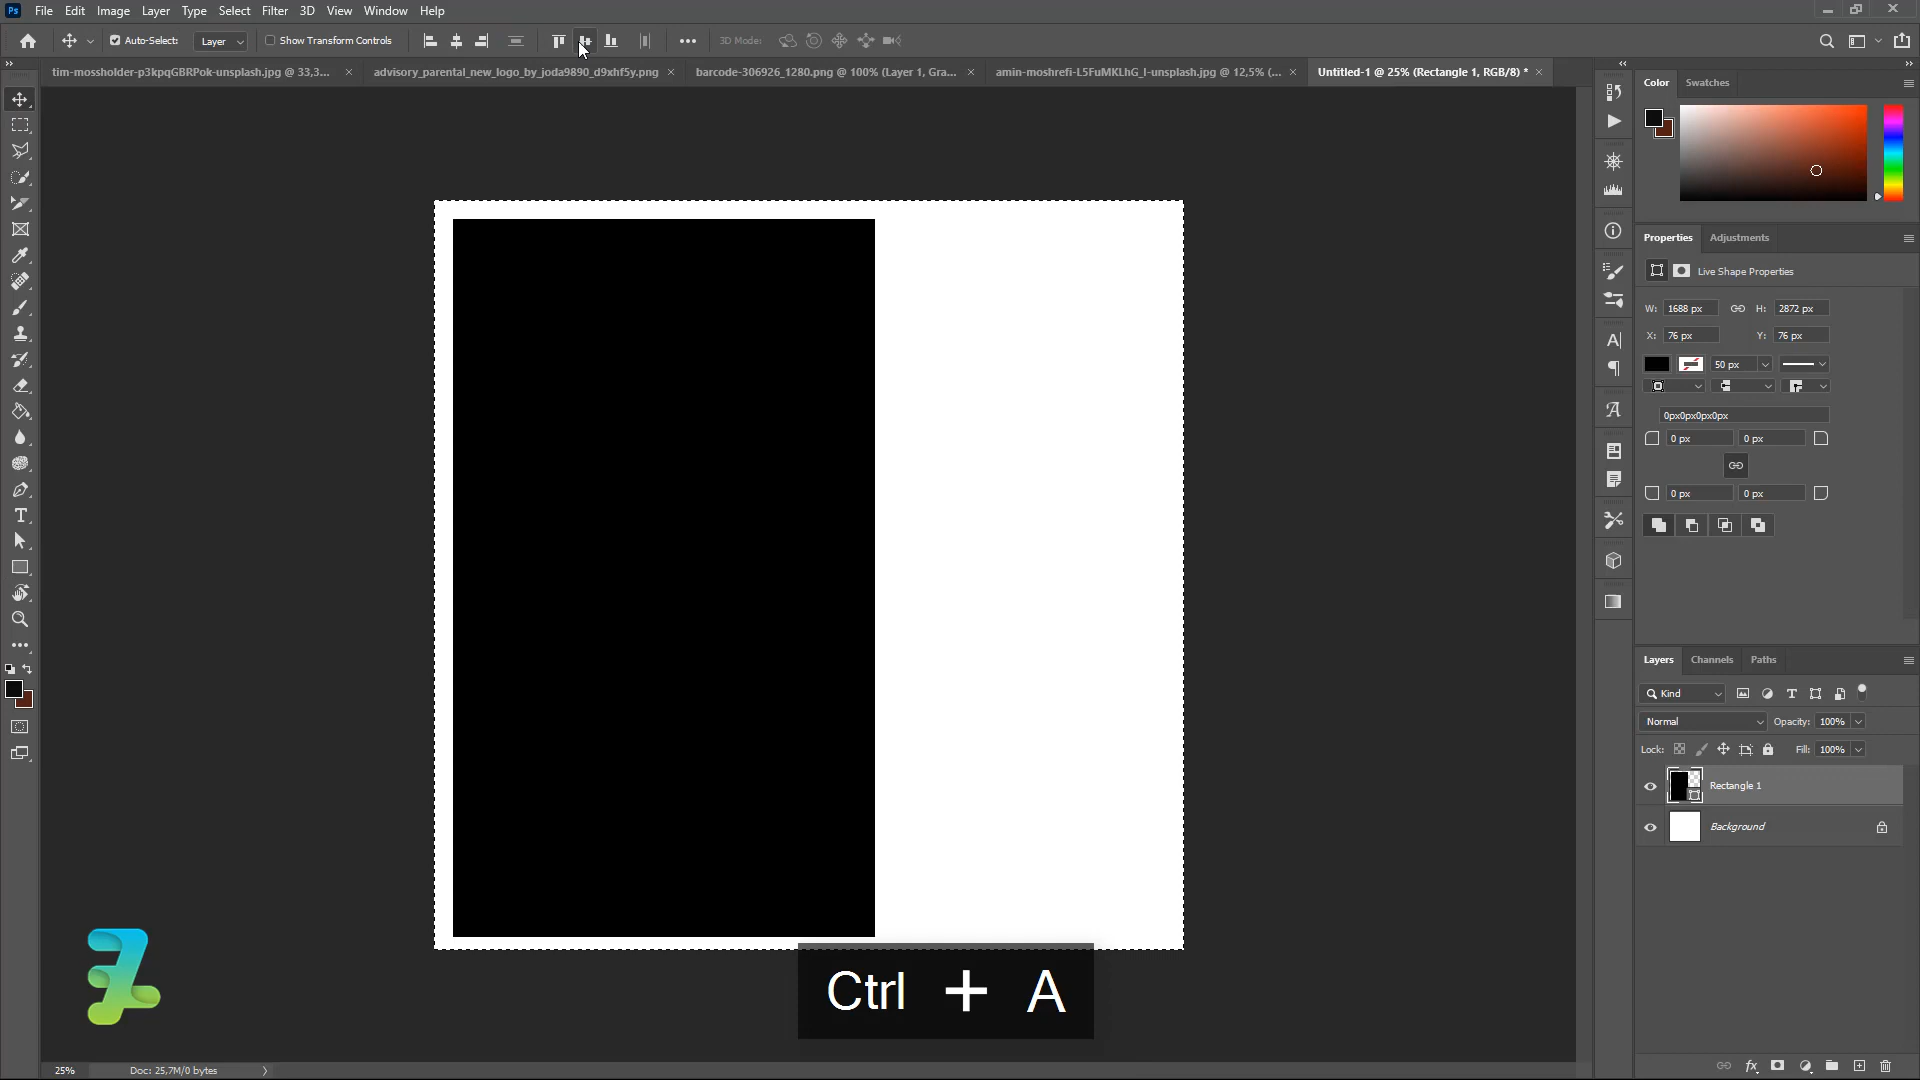 Ps File Edit Image Layer Type Select Filter 3D View Window Help
Auto-Select: Layer Show Transform Controls 3D Mode:
tim-mossholder-p3kpqGBRPok-unsplash.jpg @ 33,3... × advisory_parental_new_logo_by_joda9890_d9xhf5y.png × barcode-306926_1280.png @ 100% (Layer 1, Gra... × amin-moshrefi-L5FuMKLhG_I-unsplash.jpg @ 12,5% (... × Untitled-1 @ 25% (Rectangle 1, RGB/8) * ×
Color Swatches
Properties Adjustments
Live Shape Properties
W: 1688 px H: 2872 px
X: 76 px Y: 76 px
50 px
0px0px0px0px
0 px 0 px
0 px 0 px
Layers Channels Paths
Kind
Normal Opacity: 100%
Lock: Fill: 100%
Rectangle 1
Background
Ctrl + A
25% Doc: 25,7M/0 bytes